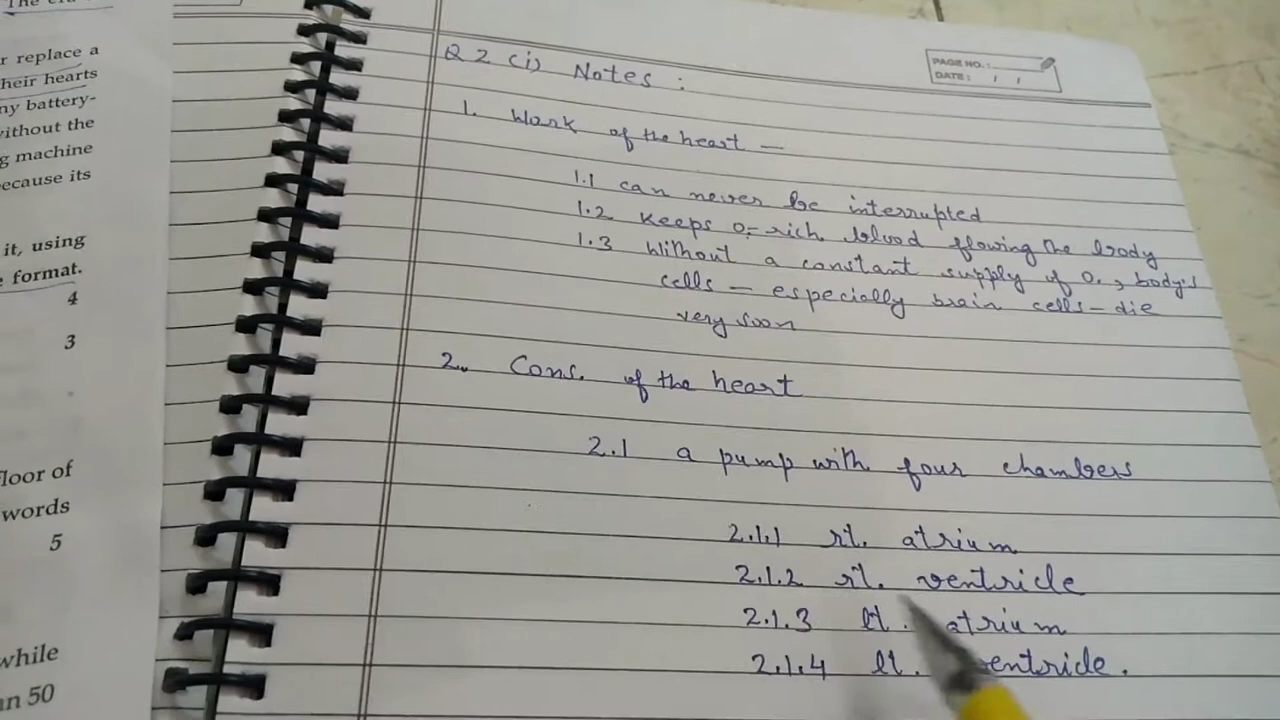 r replace a
heir hearts
ny battery-
vithout the
g machine
ecause its
it, using
format.
4
3
loor of
words
5
while
an 50
PAGE NO.:
DATE: / /
Q 2 (i) Notes :
1. Work of the heart —
1.1 can never be interrupted
1.2 Keeps O- rich blood flowing the body
1.3 Without a constant supply of O., body's
cells – especially brain cells – die
very soon
2. Cons. of the heart
2.1 a pump with four chambers
2.1.1 rt. atrium
2.1.2 rt. ventricle
2.1.3 lt. atrium
2.1.4 lt. ventricle.